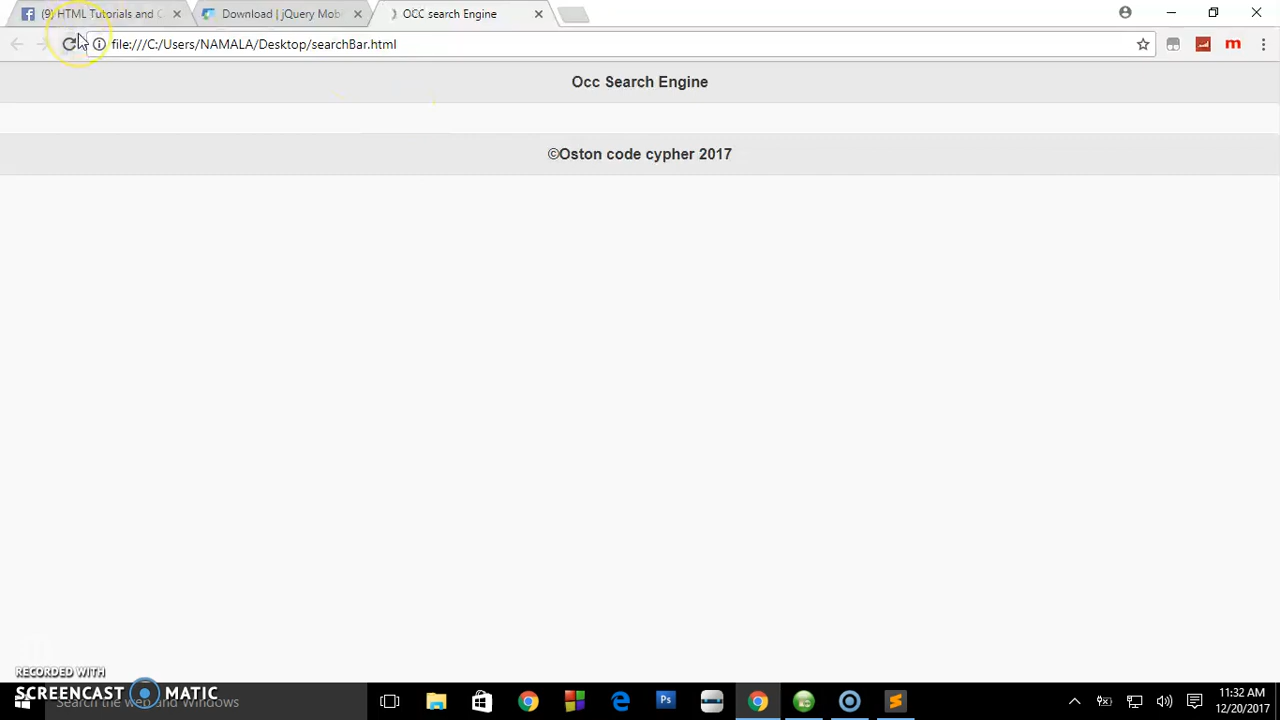 (9) HTML Tutorials and C
Download | jQuery Mob
OCC search Engine
file:///C:/Users/NAMALA/Desktop/searchBar.html
m
Occ Search Engine
©Oston code cypher 2017
RECORDED WITH
SCREENCAST MATIC
Search the web and Windows
Ps
11:32 AM
12/20/2017